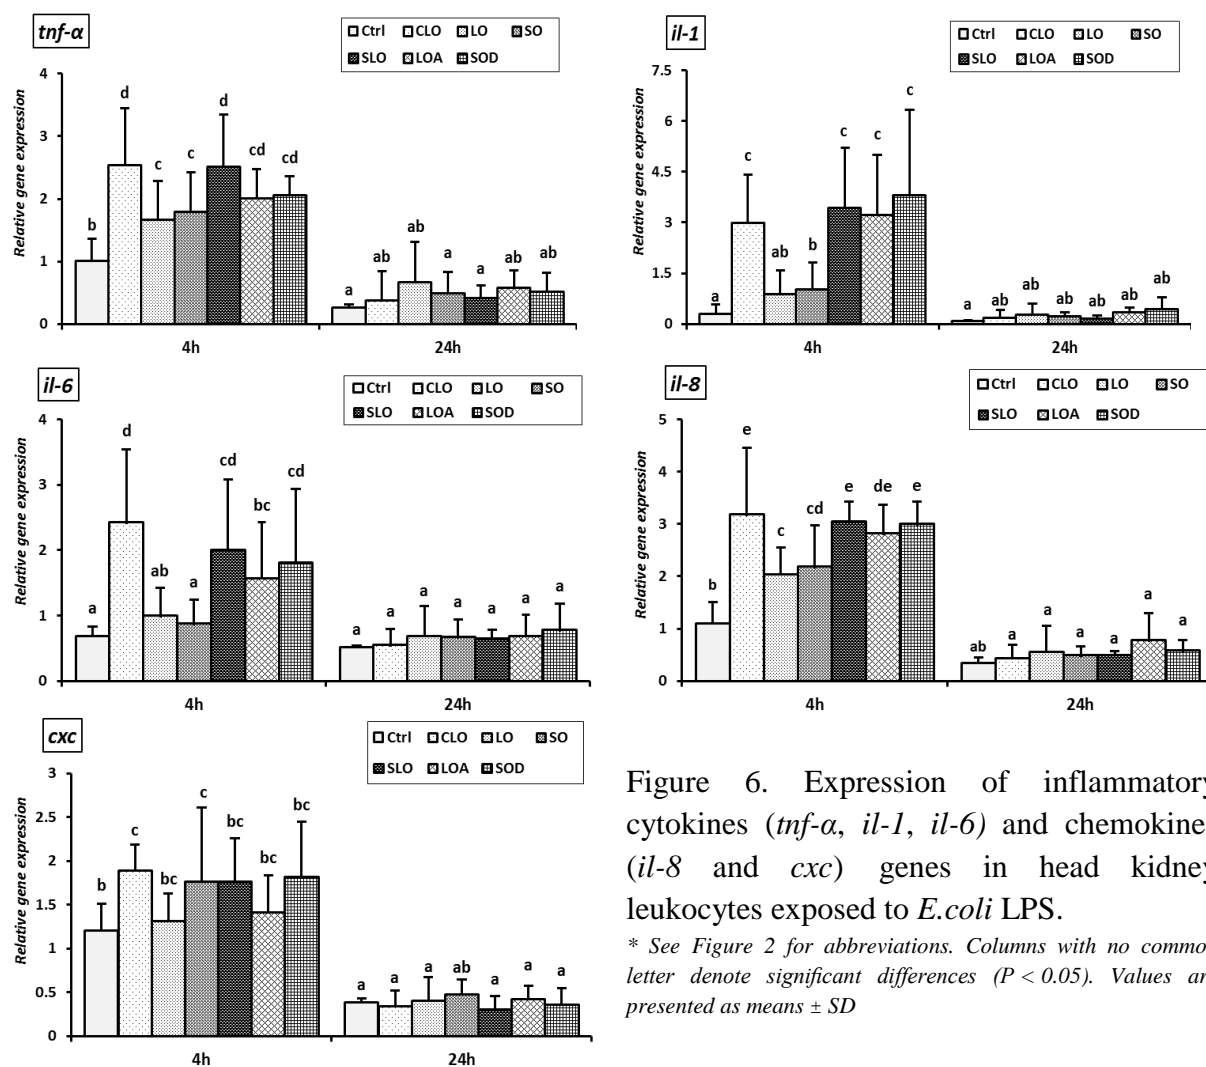 tnf-α
Ctrl CLO LO SO
SLO LOA SOD
Relative gene expression
4
3
2
1
0
b d c c d cd cd
a ab ab a a ab ab
4h 24h
il-1
Ctrl CLO LO SO
SLO LOA SOD
Relative gene expression
7.5
6
4.5
3
1.5
0
a c ab b c c c
a ab ab ab ab ab ab
4h 24h
il-6
Ctrl CLO LO SO
SLO LOA SOD
Relative gene expression
4
3
2
1
0
a d ab a cd bc cd
a a a a a a a
4h 24h
il-8
Ctrl CLO LO SO
SLO LOA SOD
Relative gene expression
5
4
3
2
1
0
b e c cd e de e
ab a a a a a a
4h 24h
cxc
Ctrl CLO LO SO
SLO LOA SOD
Relative gene expression
3
2.5
2
1.5
1
0.5
0
b c bc c bc bc bc
a a a ab a a a
4h 24h
Figure 6. Expression of inflammatory
cytokines (tnf-α, il-1, il-6) and chemokine
(il-8 and cxc) genes in head kidney
leukocytes exposed to E.coli LPS.
* See Figure 2 for abbreviations. Columns with no commo
letter denote significant differences (P < 0.05). Values ar
presented as means ± SD